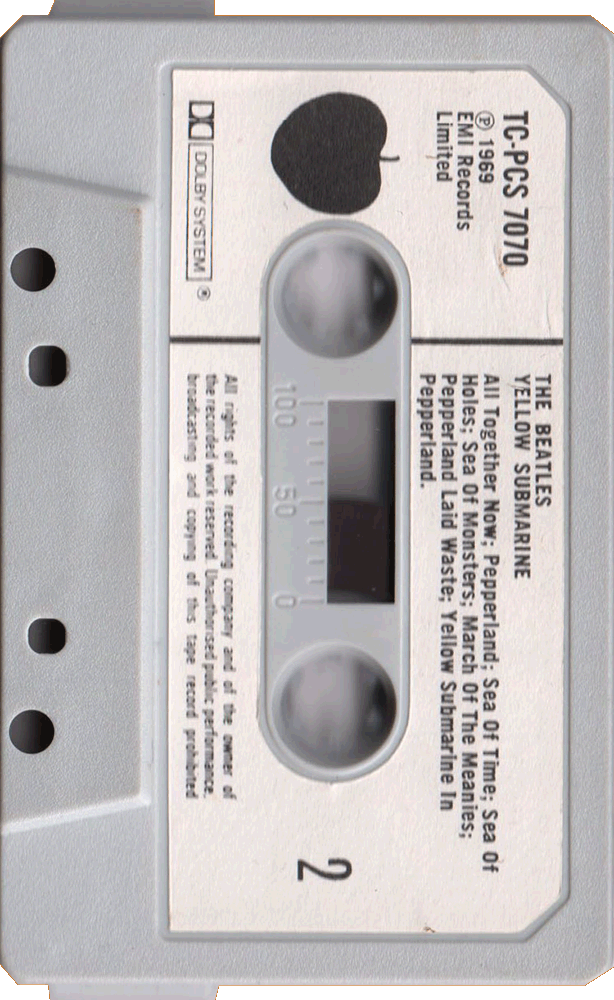 TC-PCS 7070
Ⓟ 1969
EMI Records
Limited
DOLBY SYSTEM ®
THE BEATLES
YELLOW SUBMARINE
All Together Now; Pepperland; Sea Of Time; Sea Of
Holes; Sea Of Monsters; March Of The Meanies;
Pepperland Laid Waste; Yellow Submarine In
Pepperland.
100 50 0
All rights of the recording company and of the owner of
the recorded work reserved. Unauthorised public performance,
broadcasting and copying of this tape record prohibited
2